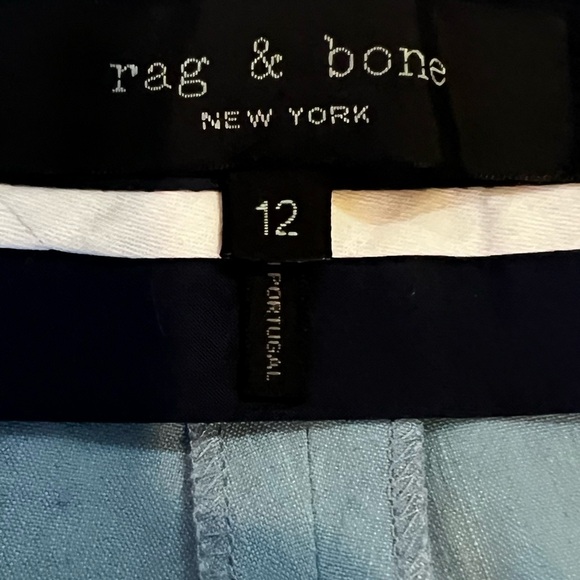 rag & bone
NEW YORK
12
PORTUGAL